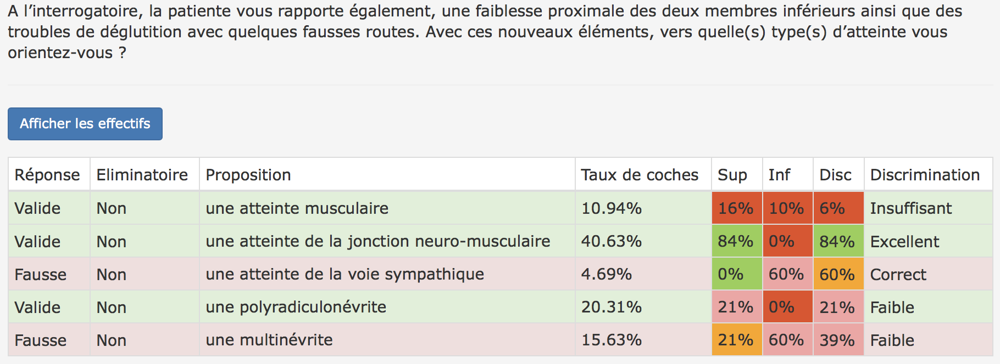 A l’interrogatoire, la patiente vous rapporte également, une faiblesse proximale des deux membres inférieurs ainsi que des
troubles de déglutition avec quelques fausses routes. Avec ces nouveaux éléments, vers quelle(s) type(s) d’atteinte vous
orientez-vous ?
Afficher les effectifs
Réponse Eliminatoire Proposition Taux de coches Sup Inf Disc Discrimination
Valide Non une atteinte musculaire 10.94% 16% 10% 6% Insuffisant
Valide Non une atteinte de la jonction neuro-musculaire 40.63% 84% 0% 84% Excellent
Fausse Non une atteinte de la voie sympathique 4.69% 0% 60% 60% Correct
Valide Non une polyradiculonévrite 20.31% 21% 0% 21% Faible
Fausse Non une multinévrite 15.63% 21% 60% 39% Faible